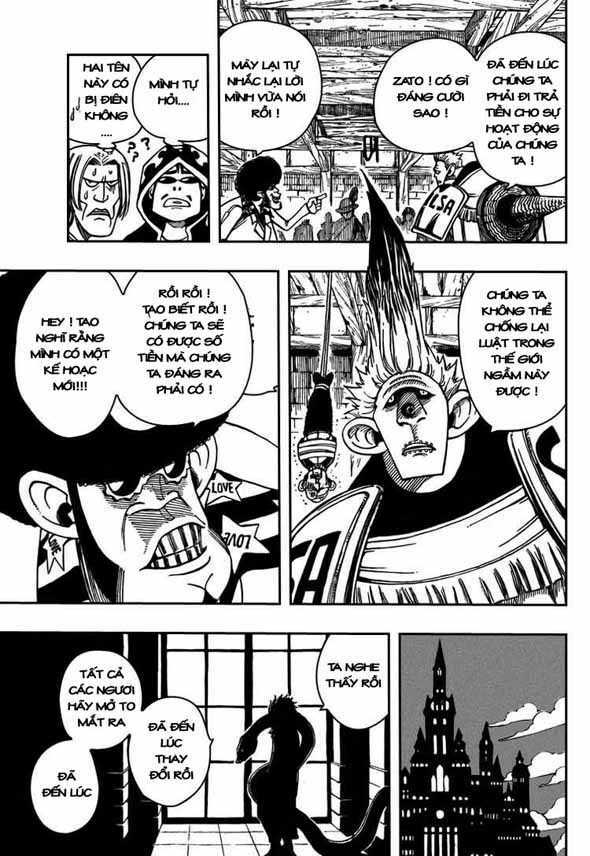 ĐÃ ĐẾN LÚC
CHÚNG TA
PHẢI ĐI TRẢ
TIỀN CHO SỰ
HOẠT ĐỘNG
CỦA CHÚNG
TA !
ZATO ! CÓ GÌ
ĐÁNG CƯỜI
SAO !
MÀY LẠI TỰ
NHẮC LẠI LỜI
MÌNH VỪA NÓI
RỒI !
LSA
MÌNH TỰ
HỎI....
HAI TÊN
NÀY CÓ
BỊ ĐIÊN
KHÔNG
....
???
CHÚNG TA
KHÔNG THỂ
CHỐNG LẠI
LUẬT TRONG
THẾ GIỚI
NGẦM NÀY
ĐƯỢC !
LSA
RỒI RỒI !
TAO BIẾT RỒI !
CHÚNG TA SẼ
CÓ ĐƯỢC SỐ
TIỀN MÀ CHÚNG
TA ĐÁNG RA
PHẢI CÓ !
HEY ! TAO
NGHĨ RẰNG
MÌNH CÓ MỘT
KẾ HOẠC
MỚI!!!
LOVE
LOVE
TA NGHE
THẤY RỒI
ĐÃ ĐẾN
LÚC
THAY
ĐỔI RỒI
TẤT CẢ
CÁC NGƯƠI
HÃY MỞ TO
MẮT RA
ĐÃ
ĐẾN LÚC